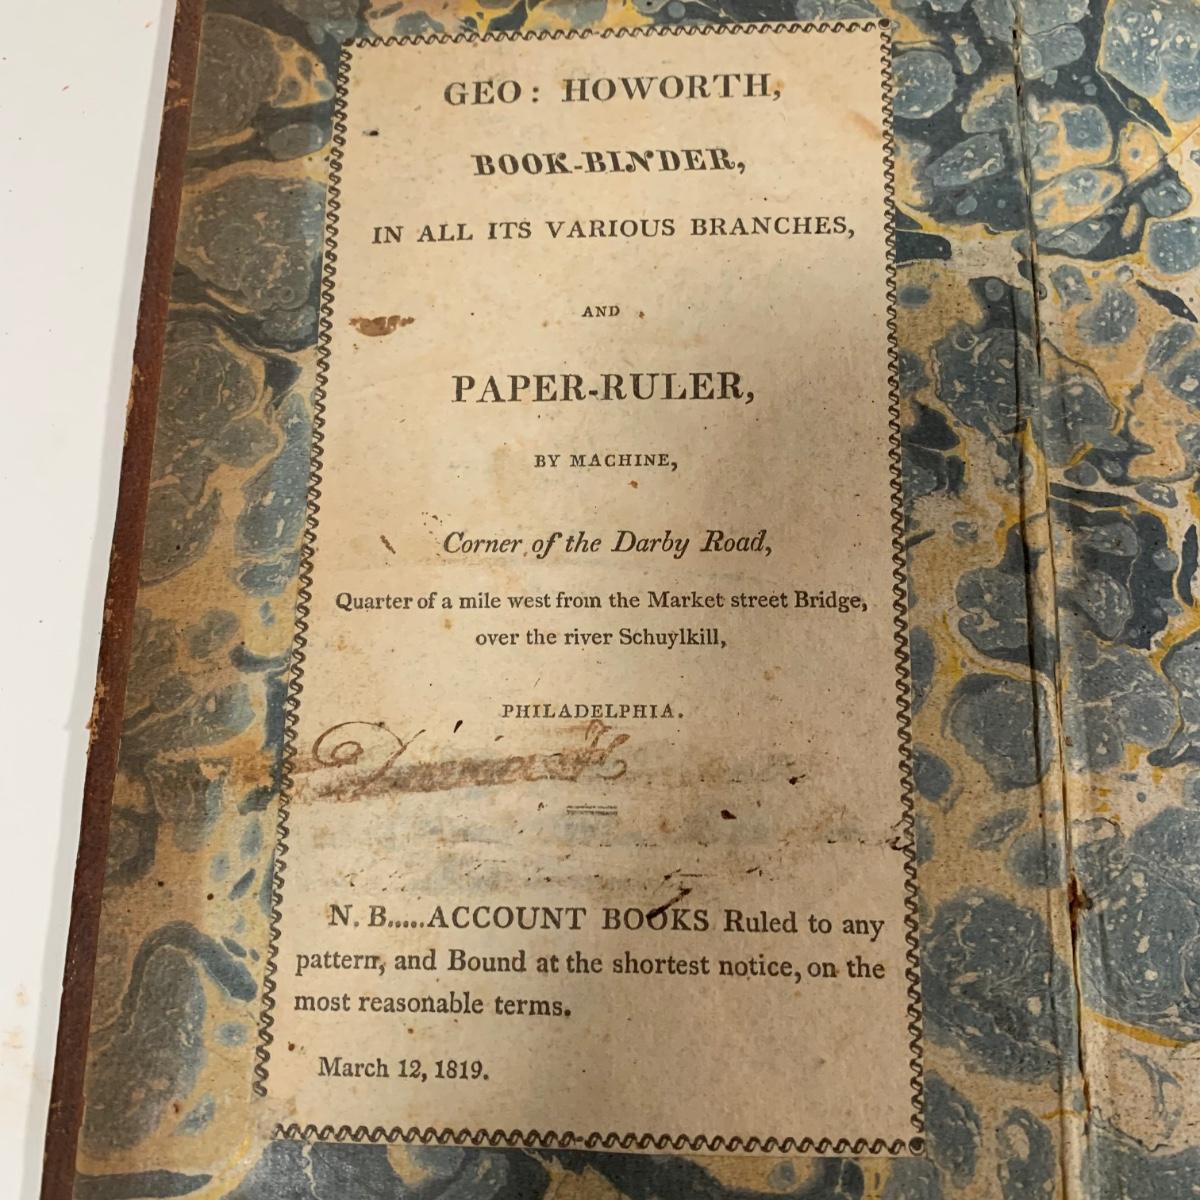 GEO: HOWORTH,
BOOK-BINDER,
IN ALL ITS VARIOUS BRANCHES,
AND
PAPER-RULER,
BY MACHINE,
Corner of the Darby Road,
Quarter of a mile west from the Market street Bridge,
over the river Schuylkill,
PHILADELPHIA.
N. B.....ACCOUNT BOOKS Ruled to any
pattern, and Bound at the shortest notice, on the
most reasonable terms.
March 12, 1819.